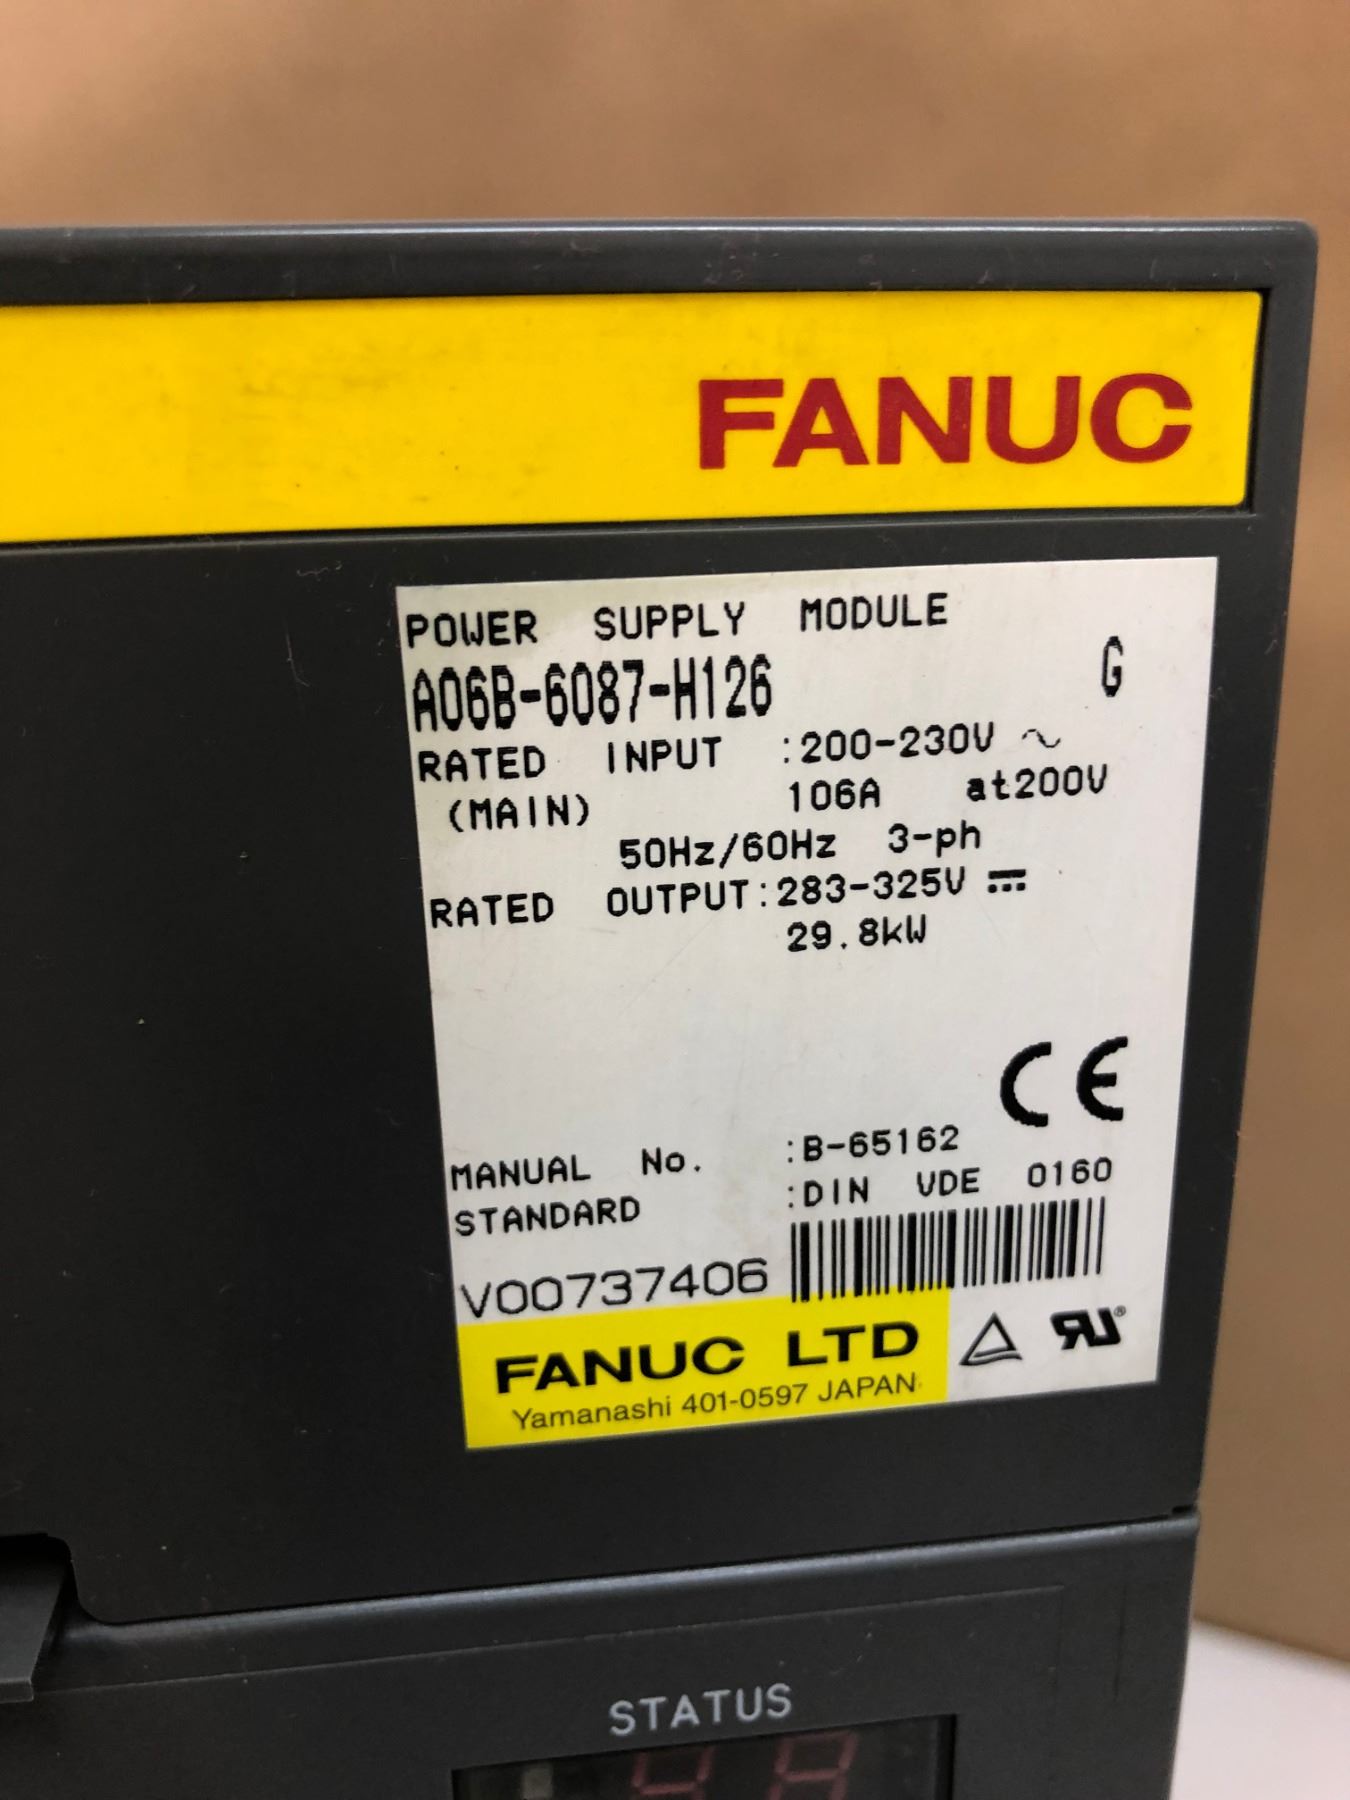 FANUC
POWER SUPPLY MODULE
A06B-6087-H126 G
RATED INPUT :200-230V ~
(MAIN) 106A at200V
50Hz/60Hz 3-ph
RATED OUTPUT:283-325V ⎓
29.8kW
CE
MANUAL No. :B-65162
STANDARD :DIN VDE 0160
V00737406
FANUC LTD
Yamanashi 401-0597 JAPAN
STATUS